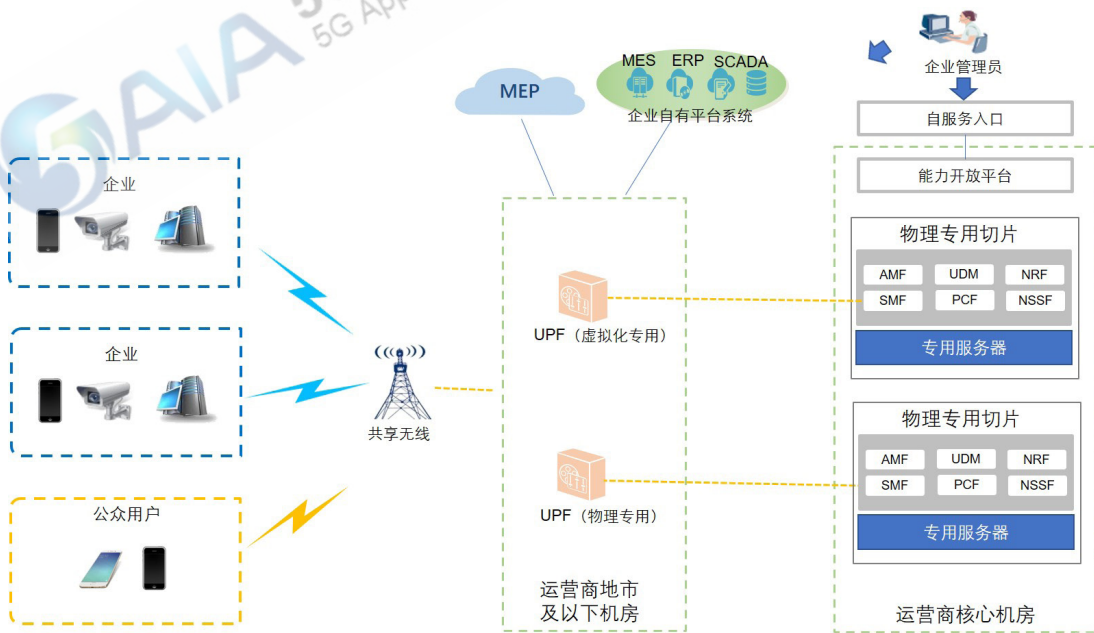 5AIA
5G App
MEP
MES ERP SCADA
企业自有平台系统
企业管理员
自服务入口
能力开放平台
企业
企业
公众用户
共享无线
UPF（虚拟化专用）
UPF（物理专用）
运营商地市
及以下机房
物理专用切片
AMF UDM NRF
SMF PCF NSSF
专用服务器
物理专用切片
AMF UDM NRF
SMF PCF NSSF
专用服务器
运营商核心机房